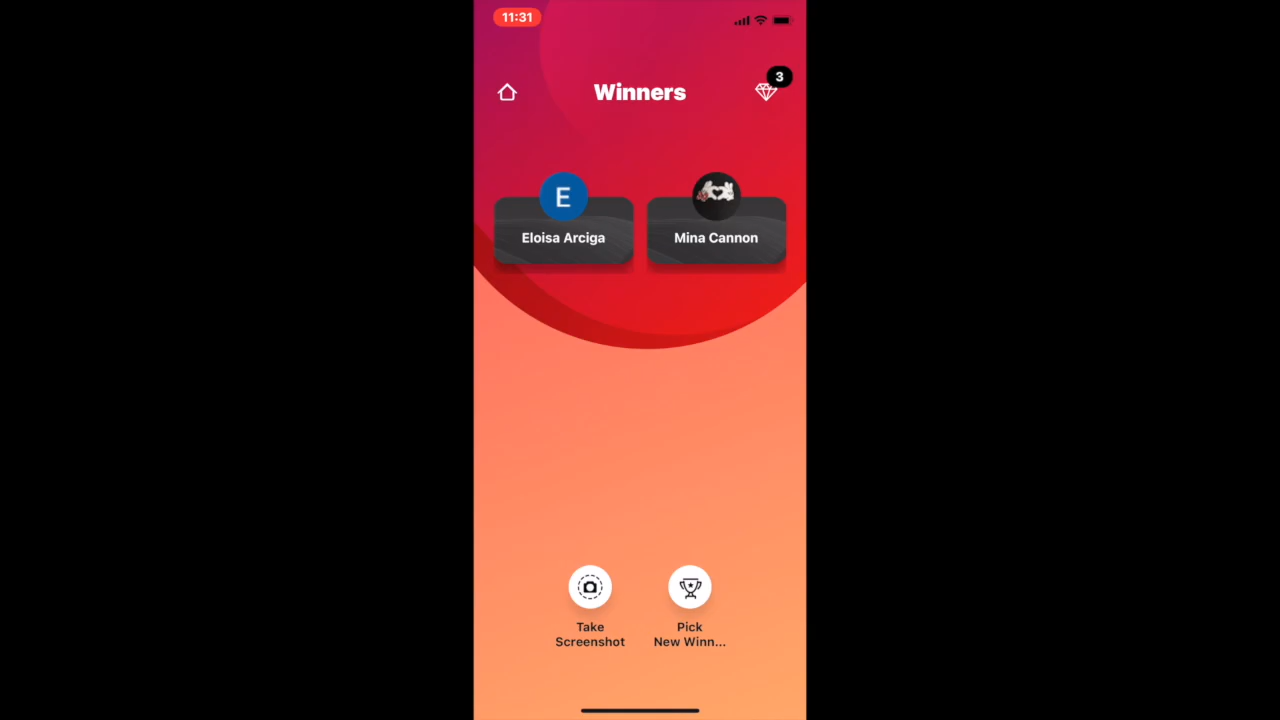 11:31
Winners
3
E
Eloisa Arciga
Mina Cannon
Take
Screenshot
Pick
New Winn...